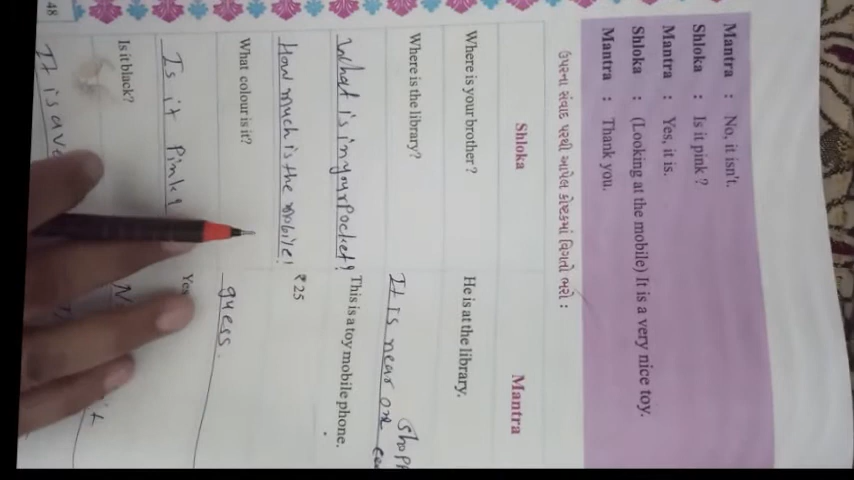 Mantra : No, it isn't.
Shloka : Is it pink ?
Mantra : Yes, it is.
Shloka : (Looking at the mobile) It is a very nice toy.
Mantra : Thank you.
ઉપરના સંવાદ પરથી આપેલ કોષ્ટકમાં વિગતો ભરો :
Shloka Mantra
Where is your brother ? He is at the library.
Where is the library? It is near one shopp
What is in your Pocket? This is a toy mobile phone.
How much is the mobile! ₹25
What colour is it? guess.
Is it Pink? Yes
Is it black?
It is a
48